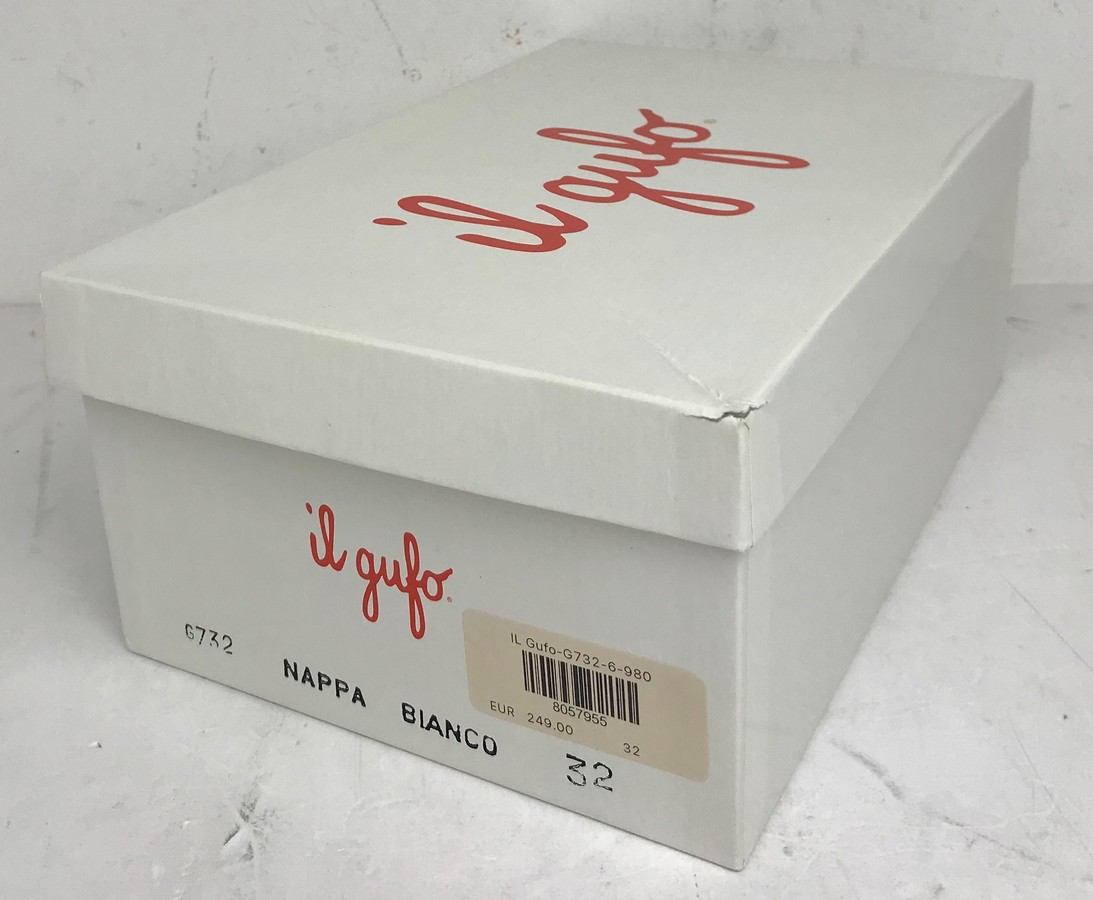 il gufo
il gufo
G732 NAPPA BIANCO 32
IL Gufo-G732-6-980
8057955
EUR 249.00 32